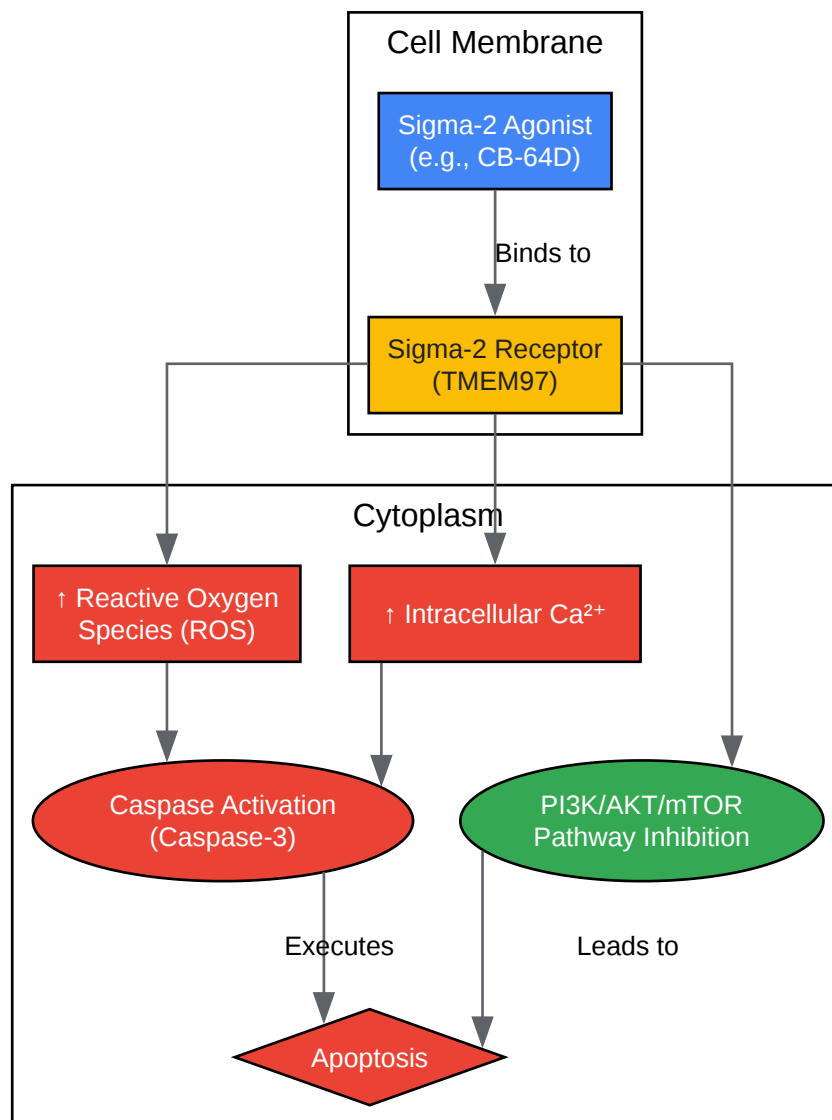 Cell Membrane
Sigma-2 Agonist
(e.g., CB-64D)
Binds to
Sigma-2 Receptor
(TMEM97)
Cytoplasm
↑ Reactive Oxygen
Species (ROS)
↑ Intracellular Ca²⁺
Caspase Activation
(Caspase-3)
PI3K/AKT/mTOR
Pathway Inhibition
Executes
Leads to
Apoptosis